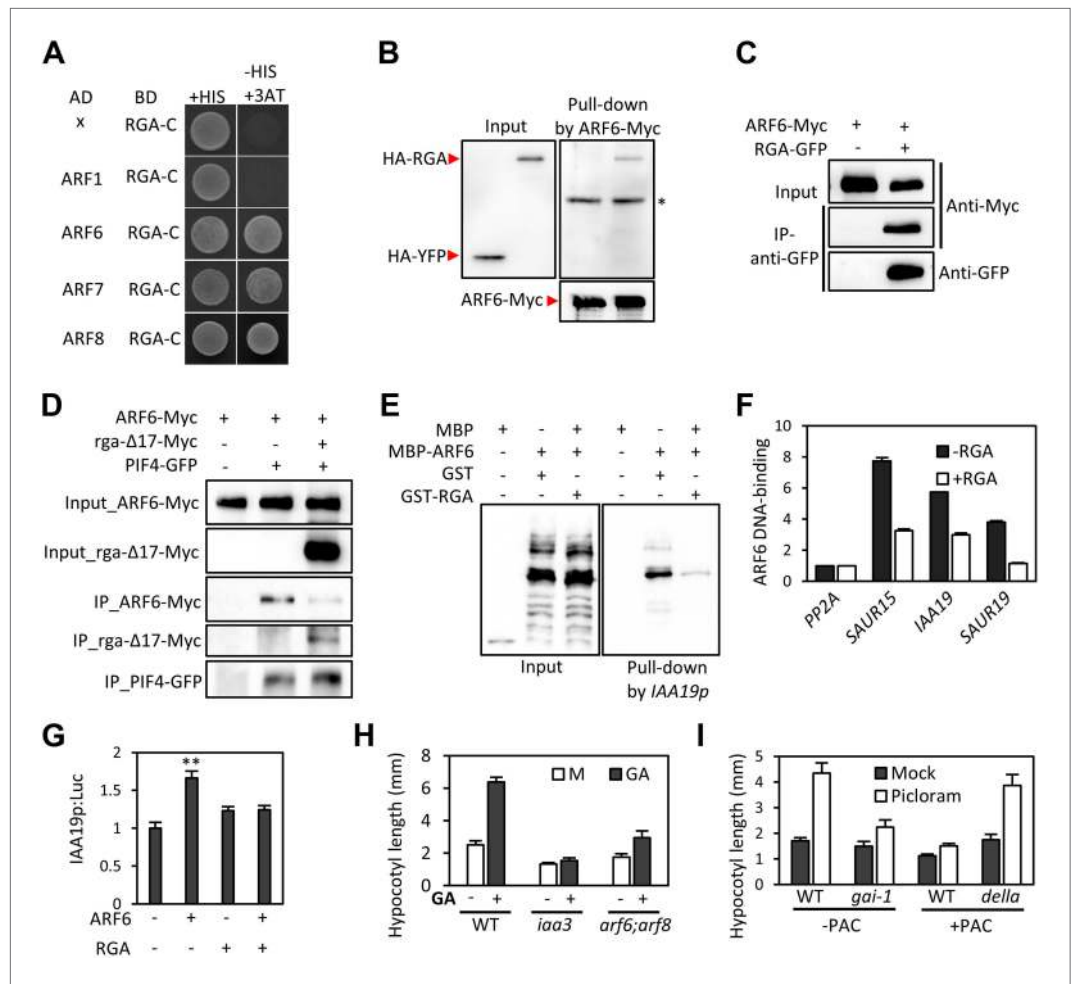 A
-HIS
AD BD +HIS +3AT
x RGA-C
ARF1 RGA-C
ARF6 RGA-C
ARF7 RGA-C
ARF8 RGA-C
B
Pull-down
Input by ARF6-Myc
HA-RGA
*
HA-YFP
ARF6-Myc
C
ARF6-Myc + +
RGA-GFP - +
Input
Anti-Myc
IP-
anti-GFP
Anti-GFP
D
ARF6-Myc + + +
rga-Δ17-Myc - - +
PIF4-GFP - + +
Input_ARF6-Myc
Input_rga-Δ17-Myc
IP_ARF6-Myc
IP_rga-Δ17-Myc
IP_PIF4-GFP
E
MBP + - + + - +
MBP-ARF6 - + + - + +
GST - + - - + -
GST-RGA - - + - - +
Input Pull-down
by IAA19p
F
ARF6 DNA-binding
10
8
6
4
2
0
-RGA
+RGA
PP2A SAUR15 IAA19 SAUR19
G
IAA19p:Luc
2
1.5
1
0.5
0
**
ARF6 - + - +
RGA - - + +
H
Hypocotyl length (mm)
8
6
4
2
0
M GA
GA - + - + - +
WT iaa3 arf6;arf8
I
Hypocotyl length (mm)
5
4
3
2
1
0
Mock
Picloram
WT gai-1 WT della
-PAC +PAC